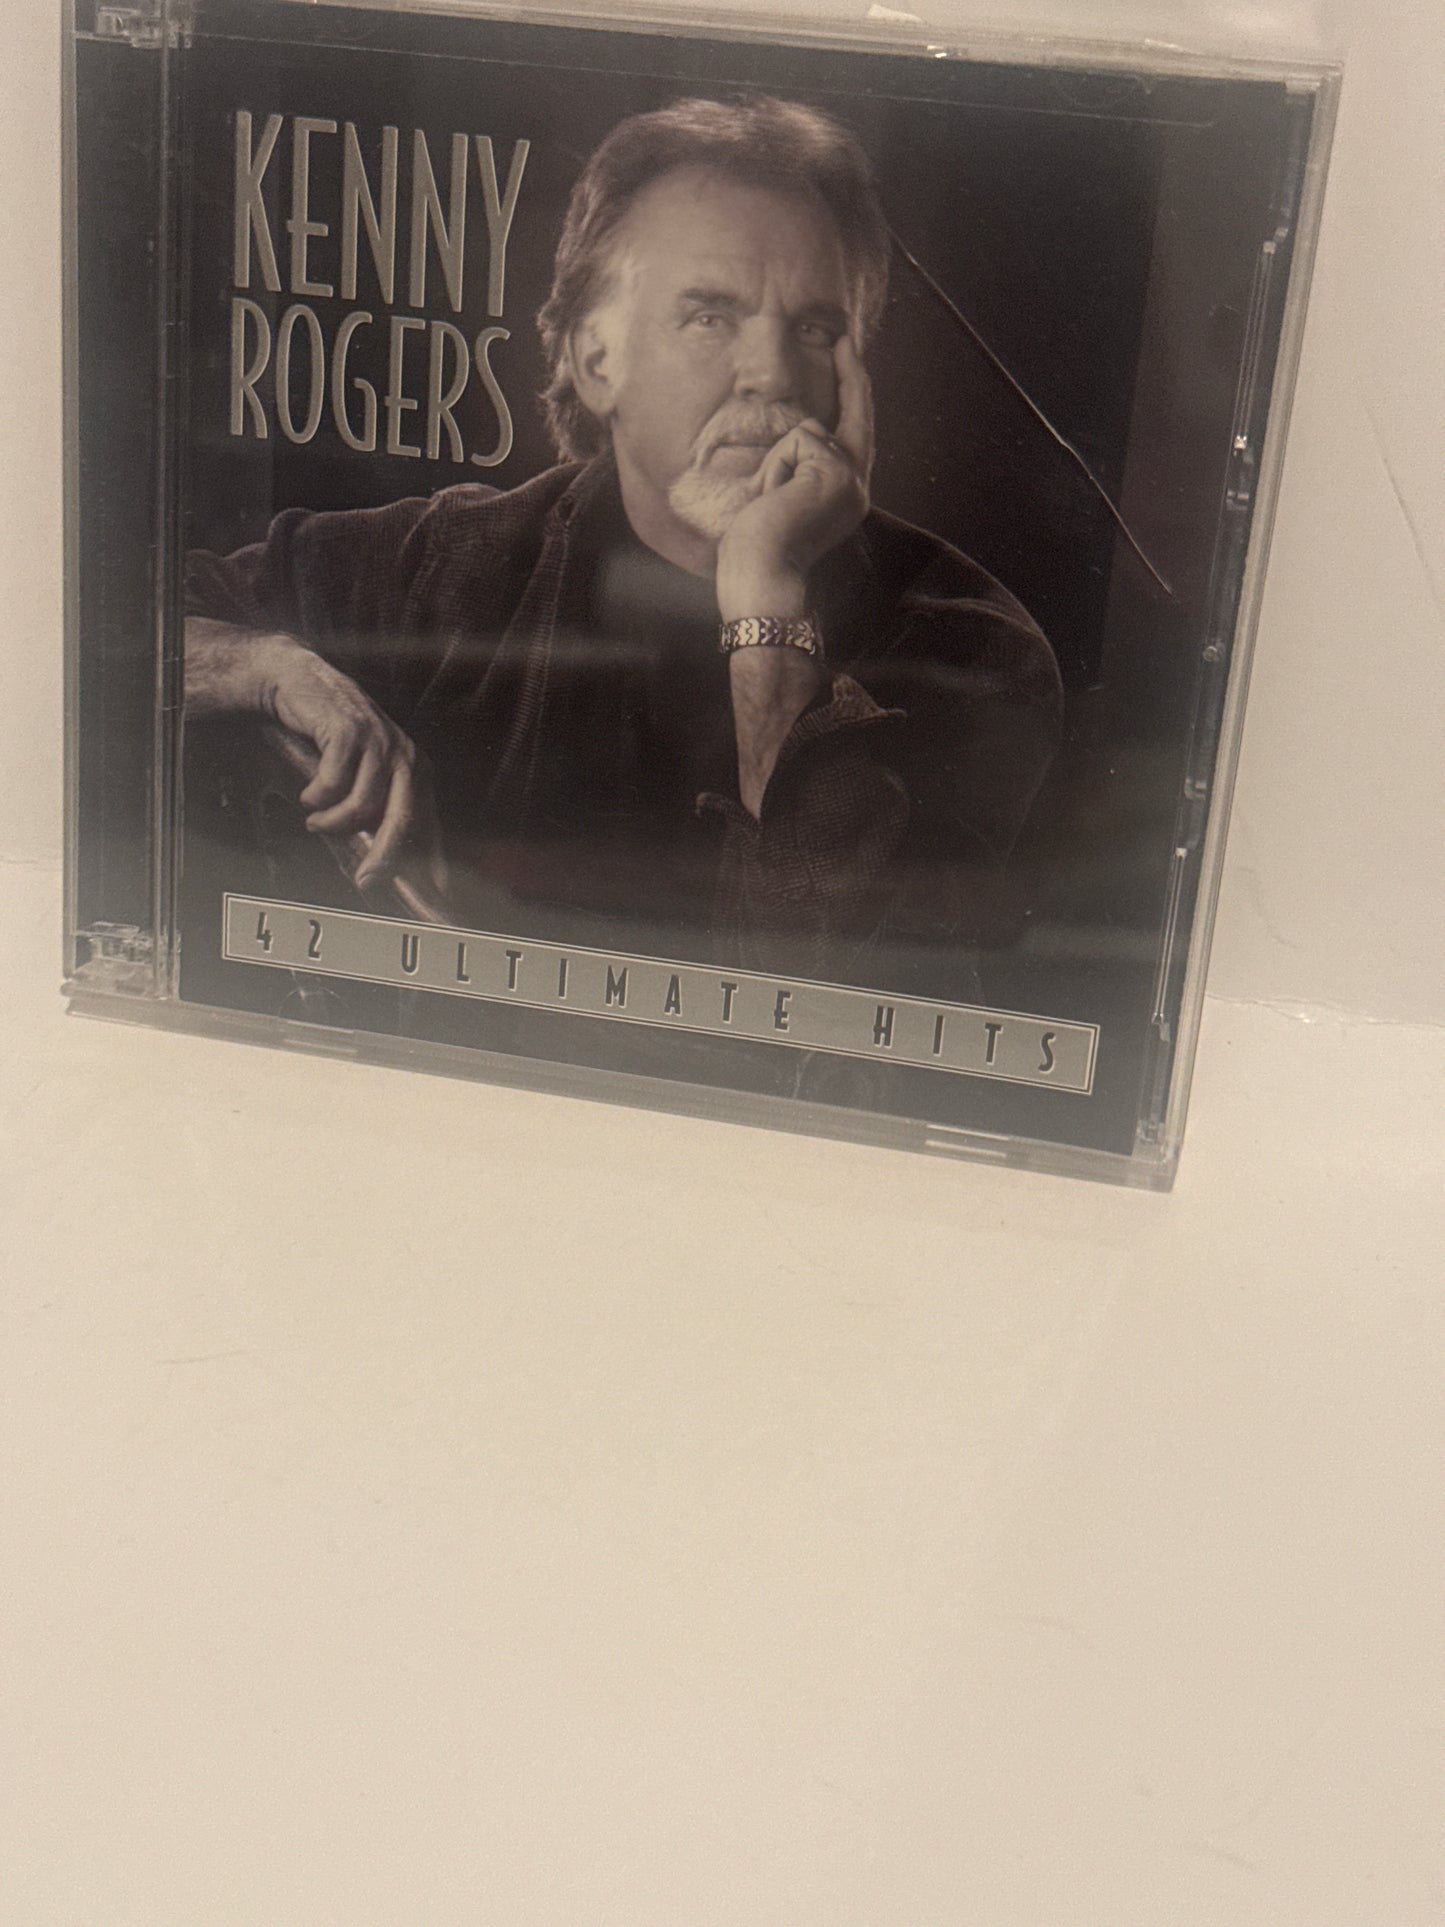 KENNY
ROGERS
42 ULTIMATE HITS